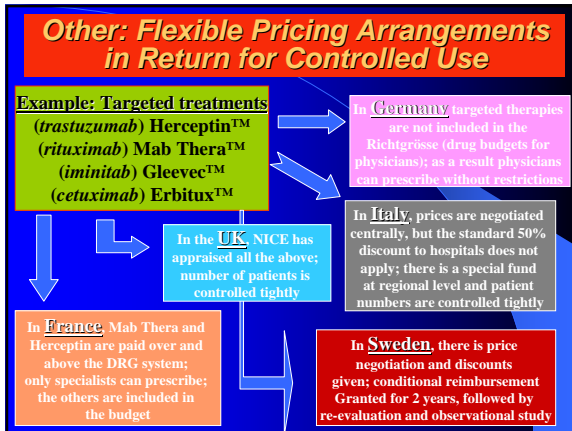 Other: Flexible Pricing Arrangements
in Return for Controlled Use
Example: Targeted treatments
(trastuzumab) Herceptin™
(rituximab) Mab Thera™
(iminitab) Gleevec™
(cetuximab) Erbitux™
In Germany, targeted therapies
are not included in the
Richtgrösse (drug budgets for
physicians); as a result physicians
can prescribe without restrictions
In the UK, NICE has
appraised all the above;
number of patients is
controlled tightly
In Italy, prices are negotiated
centrally, but the standard 50%
discount to hospitals does not
apply; there is a special fund
at regional level and patient
numbers are controlled tightly
In France, Mab Thera and
Herceptin are paid over and
above the DRG system;
only specialists can prescribe;
the others are included in
the budget
In Sweden, there is price
negotiation and discounts
given; conditional reimbursement
Granted for 2 years, followed by
re-evaluation and observational study